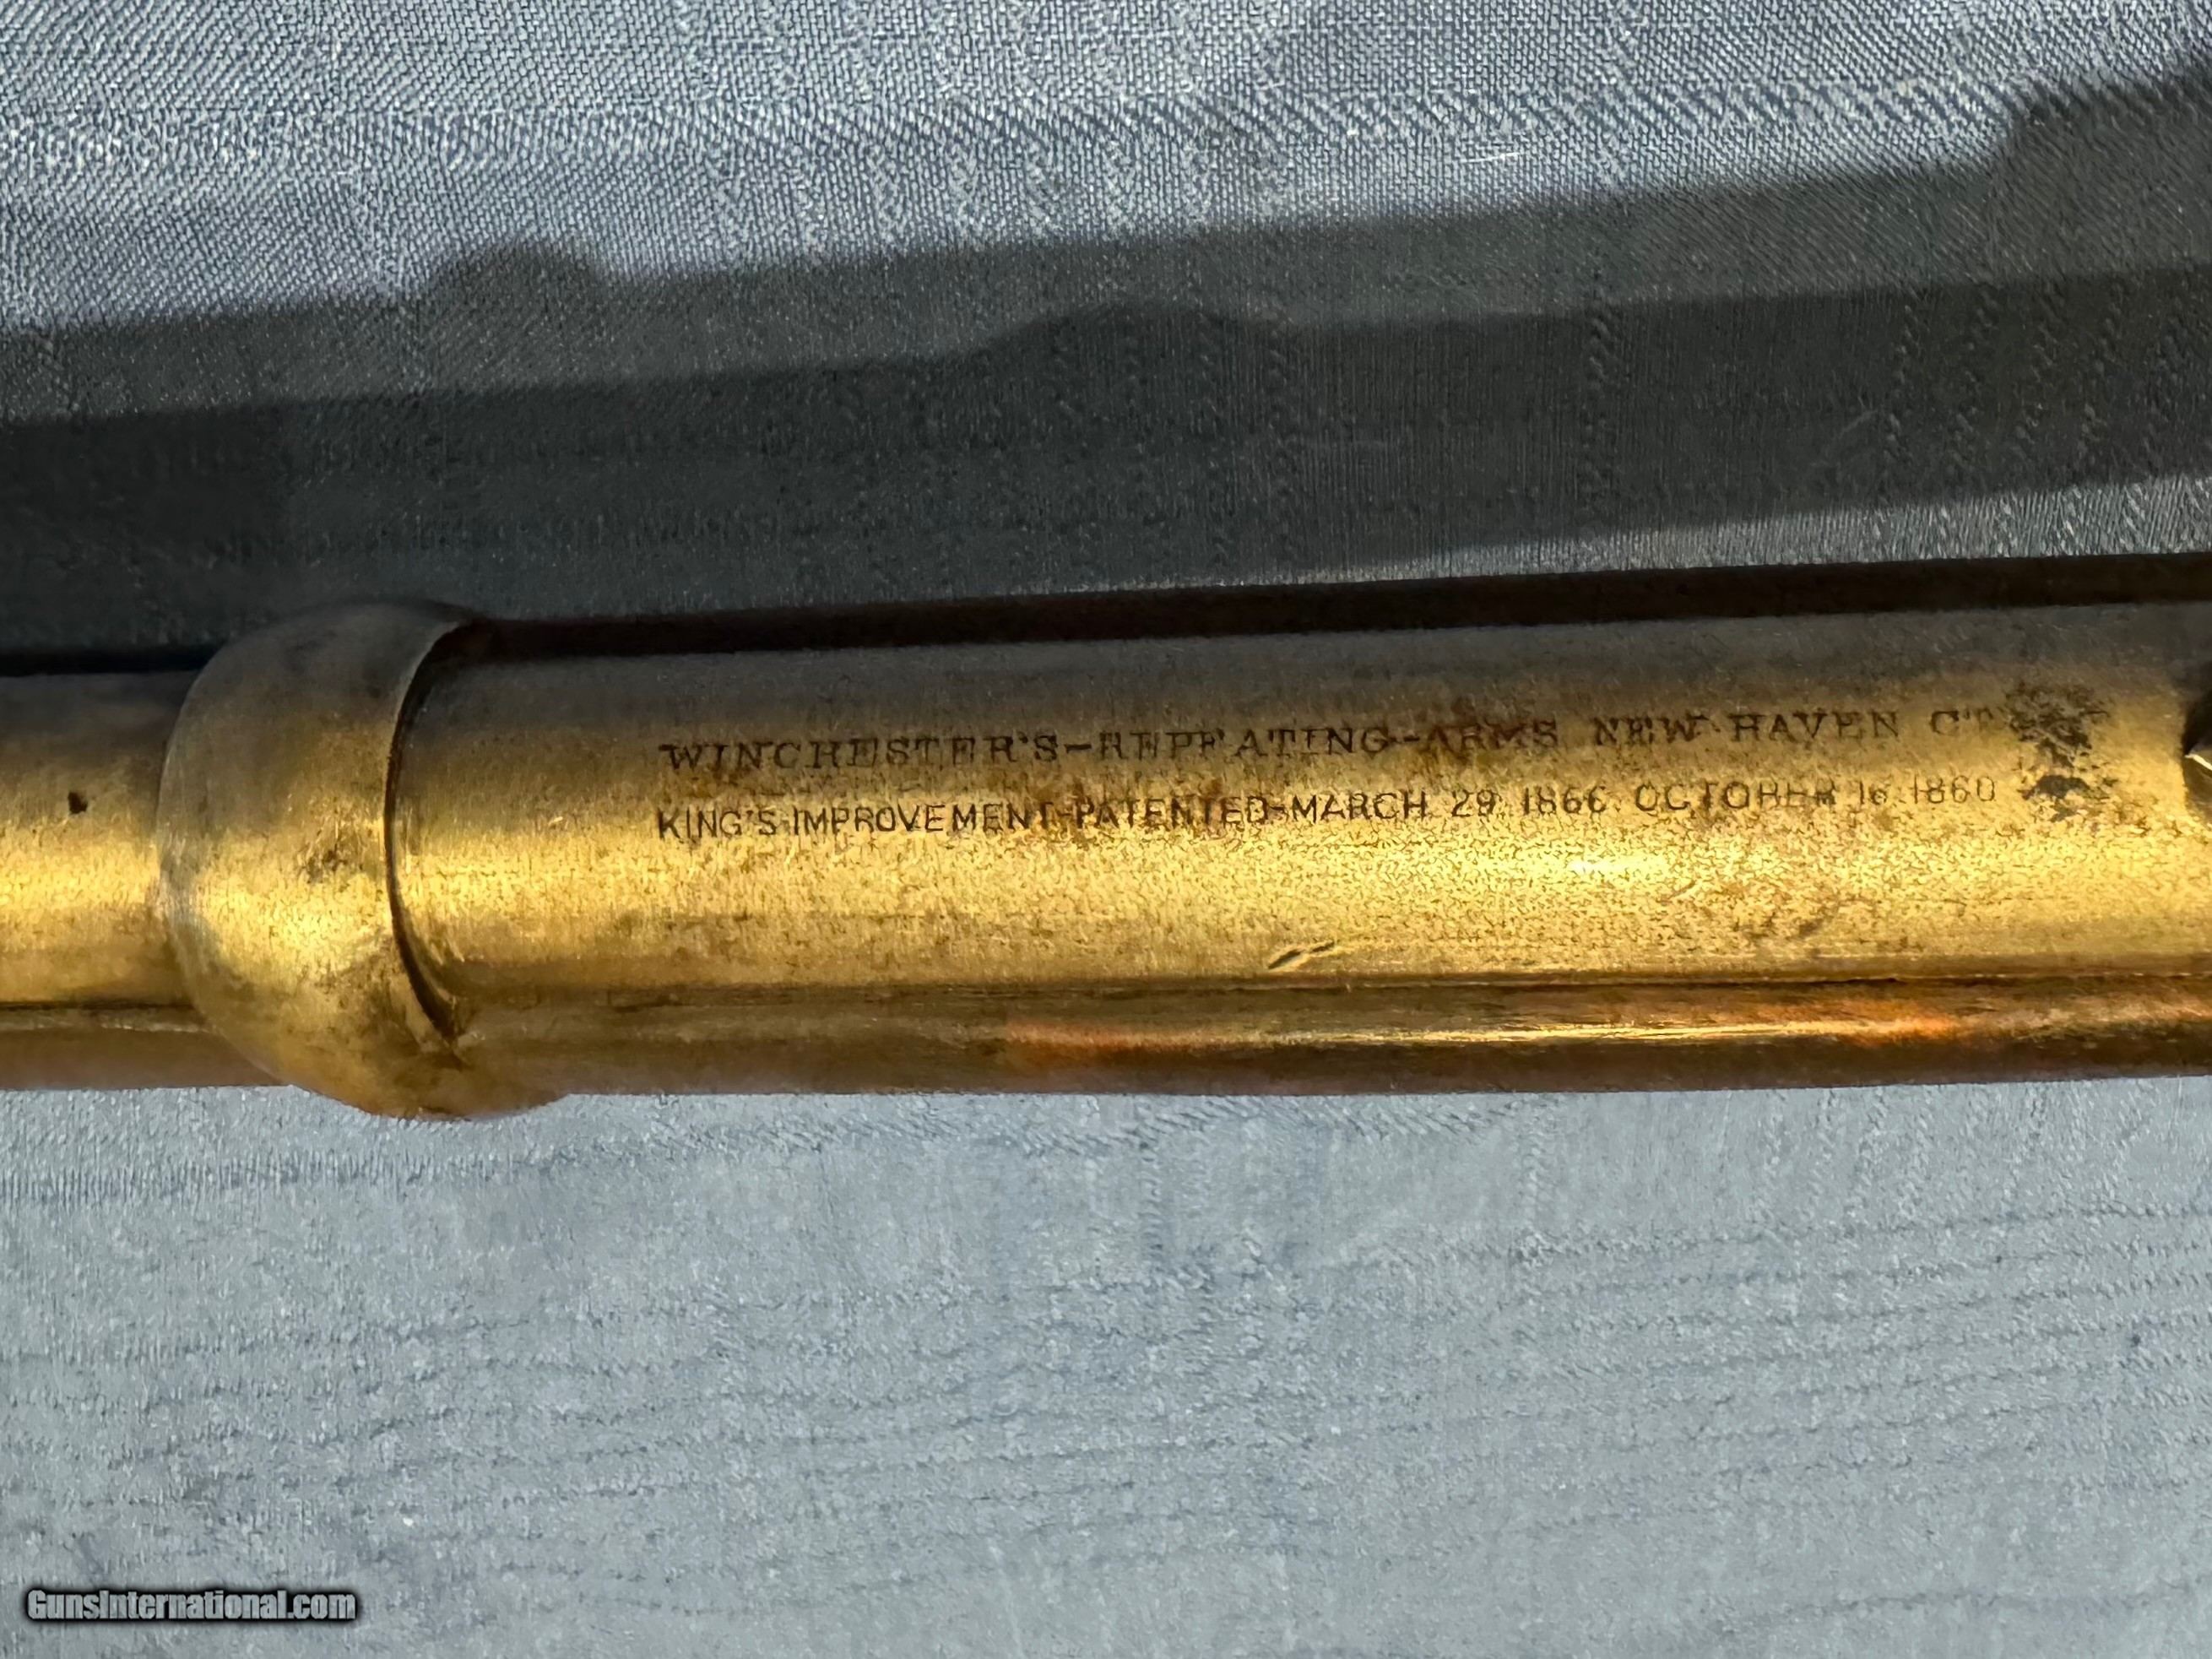 WINCHESTER'S-REPEATING-ARMS NEW HAVEN CT
KING'S-IMPROVEMENT-PATENTED-MARCH 29. 1866. OCTOBER 16. 1860
GunsInternational.com